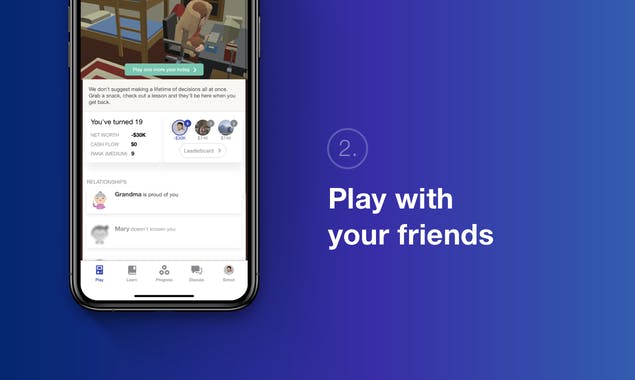 Play one more year today
We don't suggest making a lifetime of decisions all at once.
Grab a snack, check out a lesson and they'll be here when you
get back.
You've turned 19
NET WORTH -$30K
CASH FLOW $0
RANK (MEDIUM) 9
-$30K
Leaderboard
RELATIONSHIPS
Grandma is proud of you
Mary doesn't known you
Play Learn Progress Discuss
2.
Play with
your friends